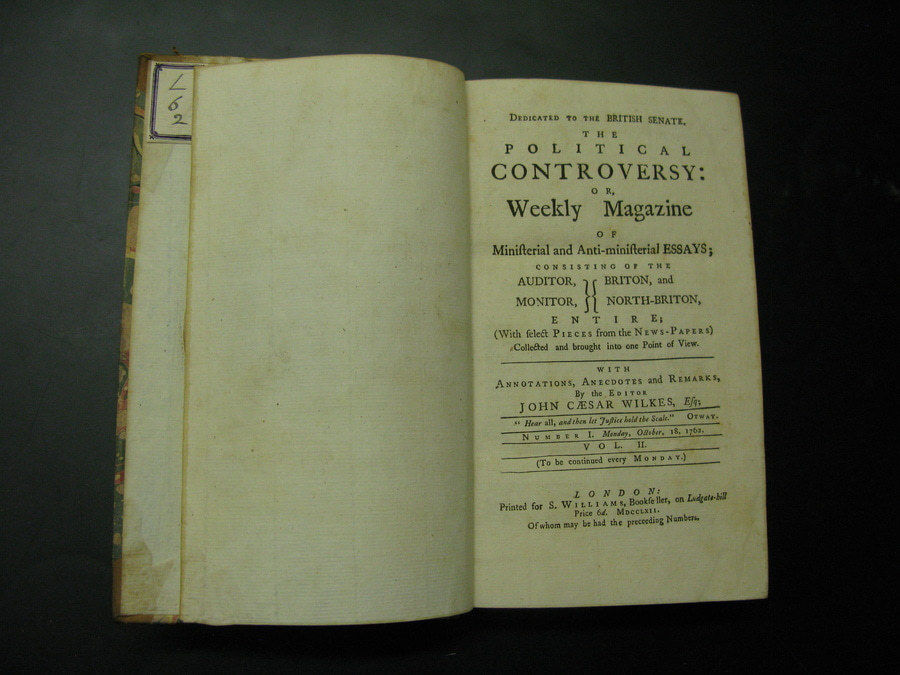 L
6
2
DEDICATED TO THE BRITISH SENATE.
THE
POLITICAL
CONTROVERSY:
OR,
Weekly Magazine
OF
Miniſterial and Anti-miniſterial ESSAYS;
CONSISTING OF THE
AUDITOR, }{ BRITON, and
MONITOR, }{ NORTH-BRITON,
ENTIRE;
(With ſelect PIECES from the NEWS-PAPERS)
Collected and brought into one Point of View.
WITH
ANNOTATIONS, ANECDOTES and REMARKS,
By the EDITOR
JOHN CÆSAR WILKES, Eſq;
"Hear all, and then let Juſtice hold the Scale." OTWAY.
NUMBER I. Monday, October, 18, 1762.
VOL. II.
(To be continued every MONDAY.)
LONDON:
Printed for S. WILLIAMS, Bookſeller, on Ludgate-hill
Price 6d. MDCCLXII.
Of whom may be had the preceeding Numbers.